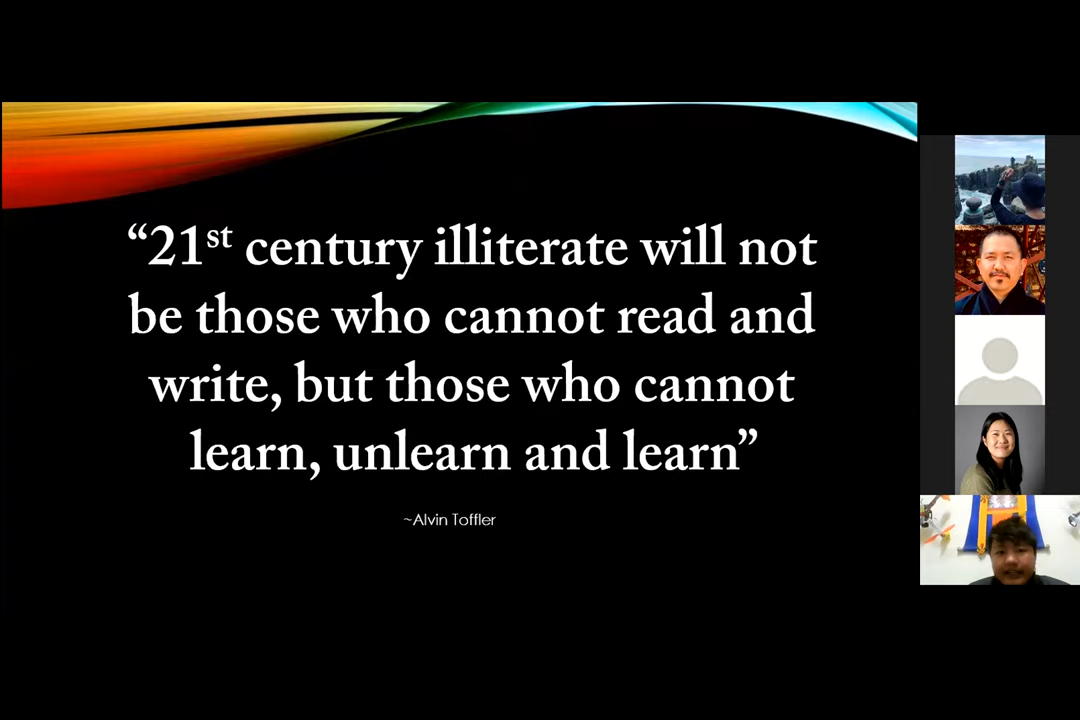 “21st century illiterate will not
be those who cannot read and
write, but those who cannot
learn, unlearn and learn”
~Alvin Toffler